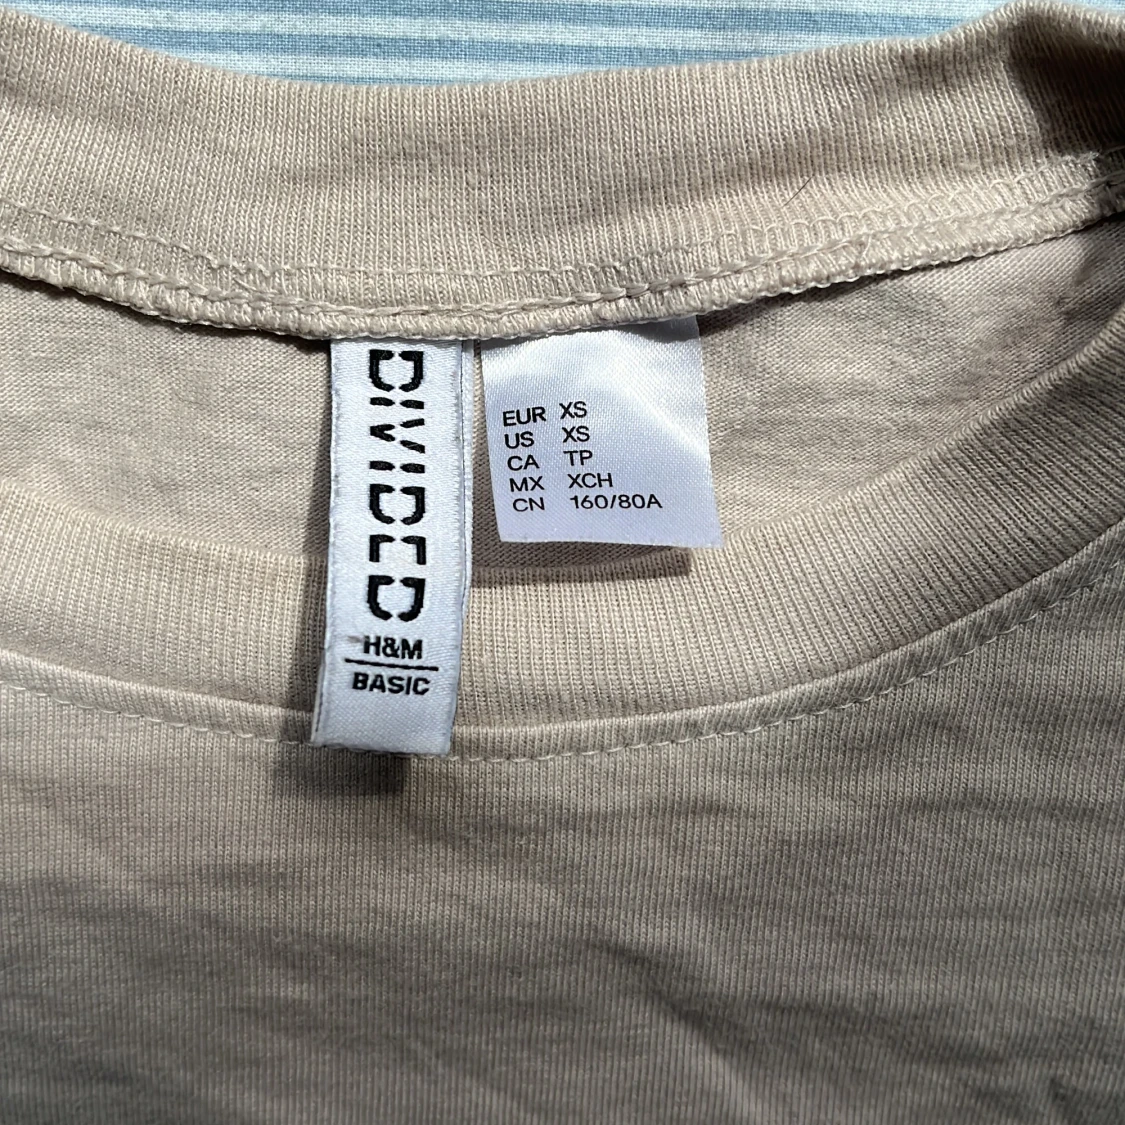 DIVIDED
H&M
BASIC
EUR XS
US XS
CA TP
MX XCH
CN 160/80A